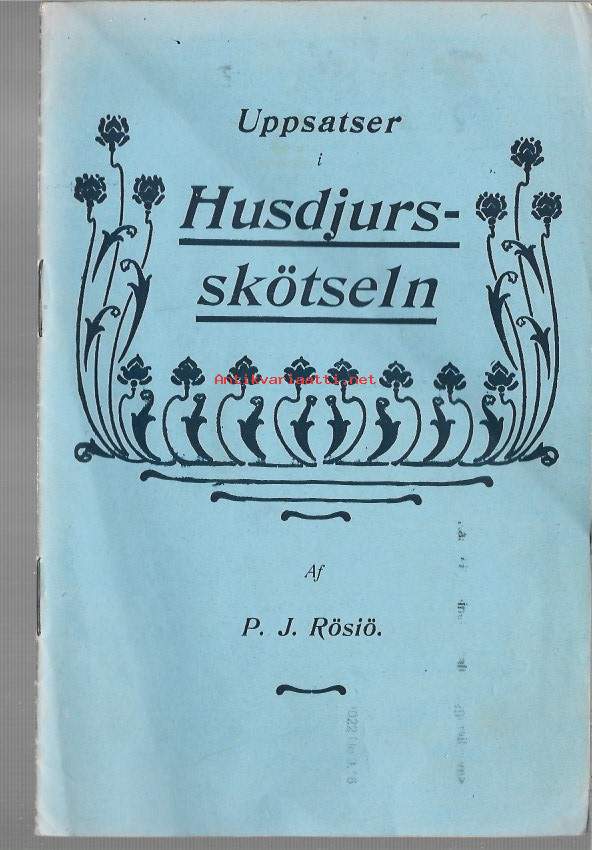 Uppsatser
i
Husdjurs-
skötseln
Antikvariaatti.net
Af
P. J. Rösiö.